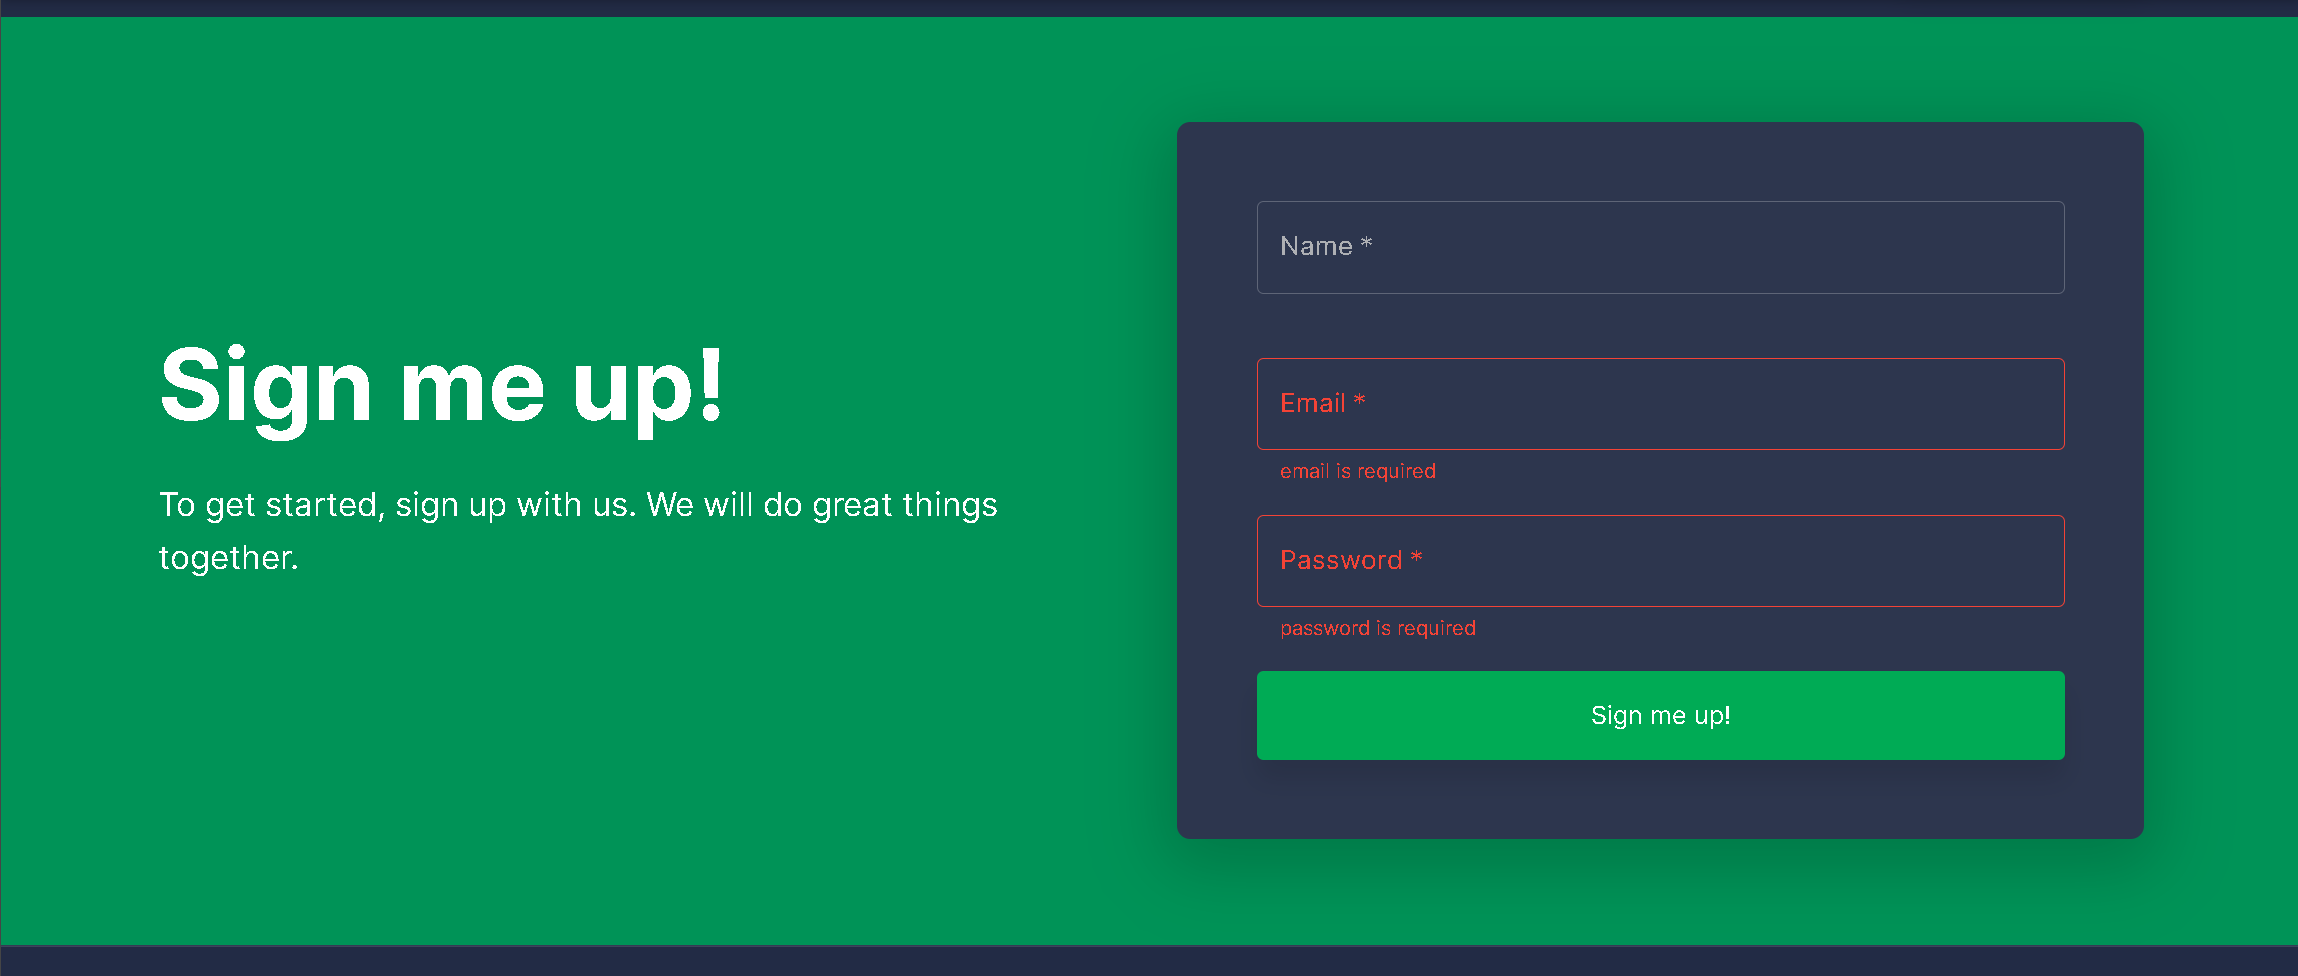 Sign me up!
To get started, sign up with us. We will do great things
together.
Name *
Email *
email is required
Password *
password is required
Sign me up!